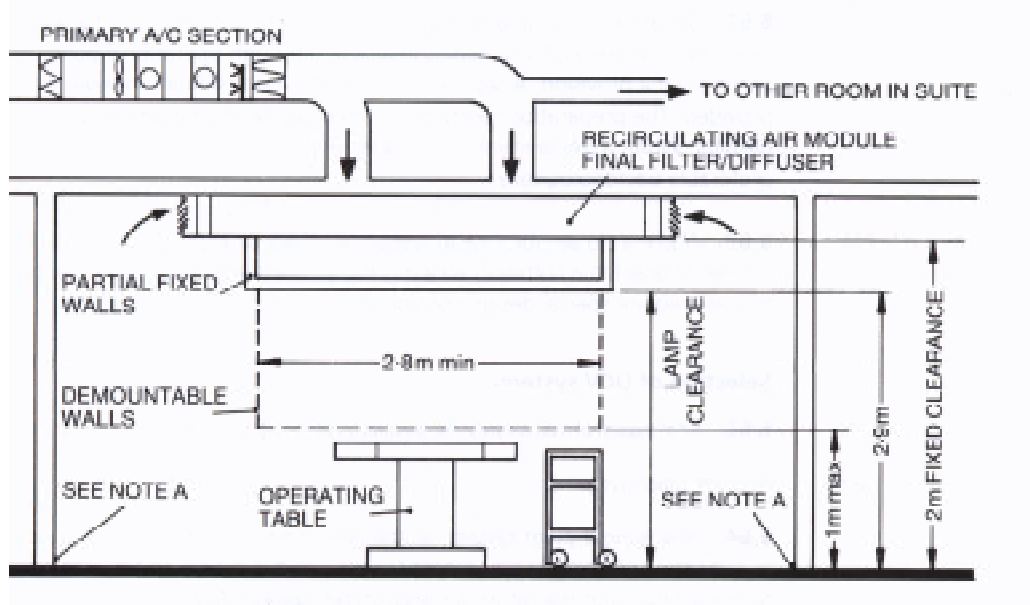 PRIMARY A/C SECTION
TO OTHER ROOM IN SUITE
RECIRCULATING AIR MODULE
FINAL FILTER/DIFFUSER
PARTIAL FIXED
WALLS
2·8m min
LAMP
CLEARANCE
DEMOUNTABLE
WALLS
2·9m
2m FIXED CLEARANCE
1m max
SEE NOTE A
OPERATING
TABLE
SEE NOTE A